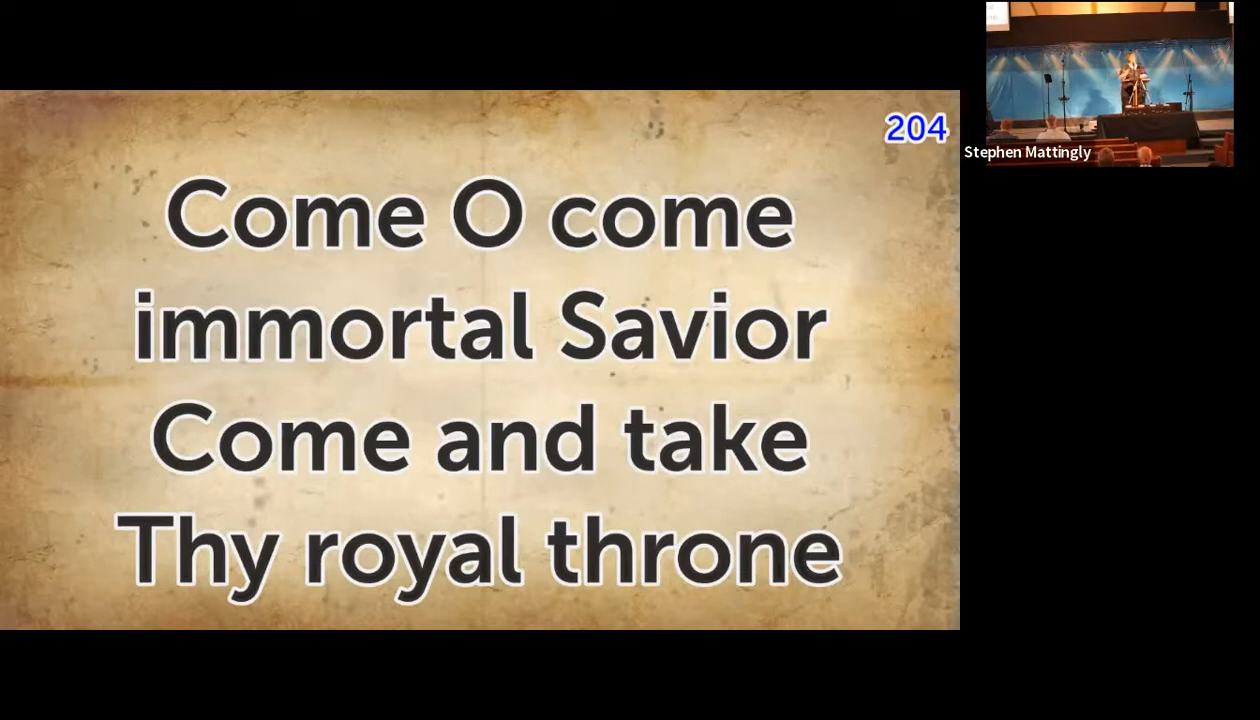 204
Come O come
immortal Savior
Come and take
Thy royal throne
Stephen Mattingly